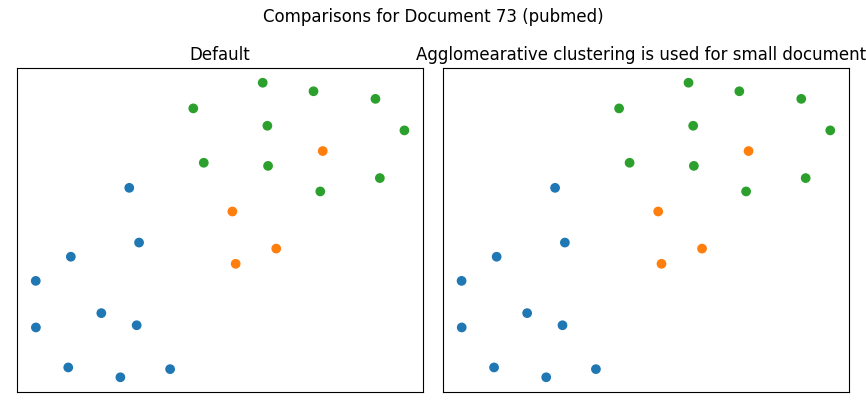 Comparisons for Document 73 (pubmed)
Default
Agglomearative clustering is used for small document